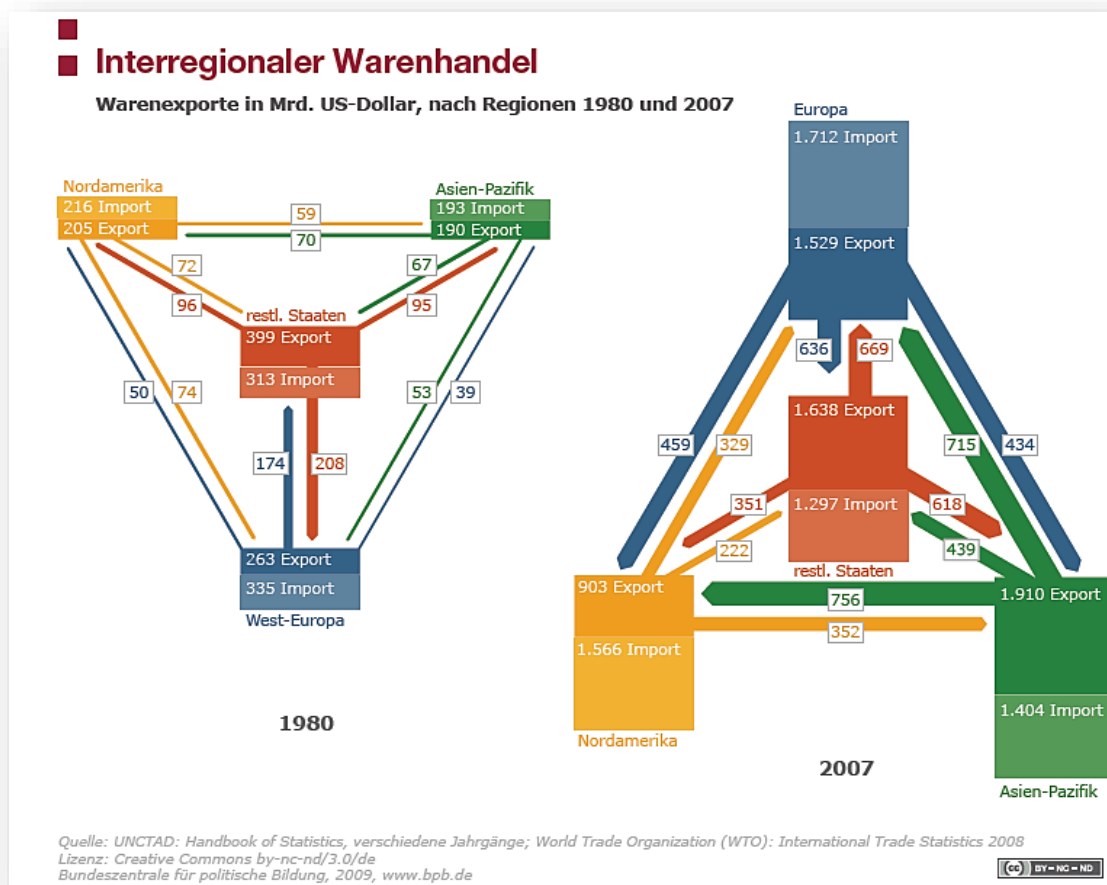 Interregionaler Warenhandel
Warenexporte in Mrd. US-Dollar, nach Regionen 1980 und 2007
Nordamerika
216 Import
205 Export
Asien-Pazifik
193 Import
190 Export
59
70
72
96
67
95
restl. Staaten
399 Export
313 Import
50
74
53
39
174
208
263 Export
335 Import
West-Europa
1980
Europa
1.712 Import
1.529 Export
636
669
1.638 Export
459
329
715
434
351
1.297 Import
618
222
439
restl. Staaten
903 Export
1.566 Import
Nordamerika
756
352
1.910 Export
1.404 Import
Asien-Pazifik
2007
Quelle: UNCTAD: Handbook of Statistics, verschiedene Jahrgänge; World Trade Organization (WTO): International Trade Statistics 2008
Lizenz: Creative Commons by-nc-nd/3.0/de
Bundeszentrale für politische Bildung, 2009, www.bpb.de
cc BY-NC-ND